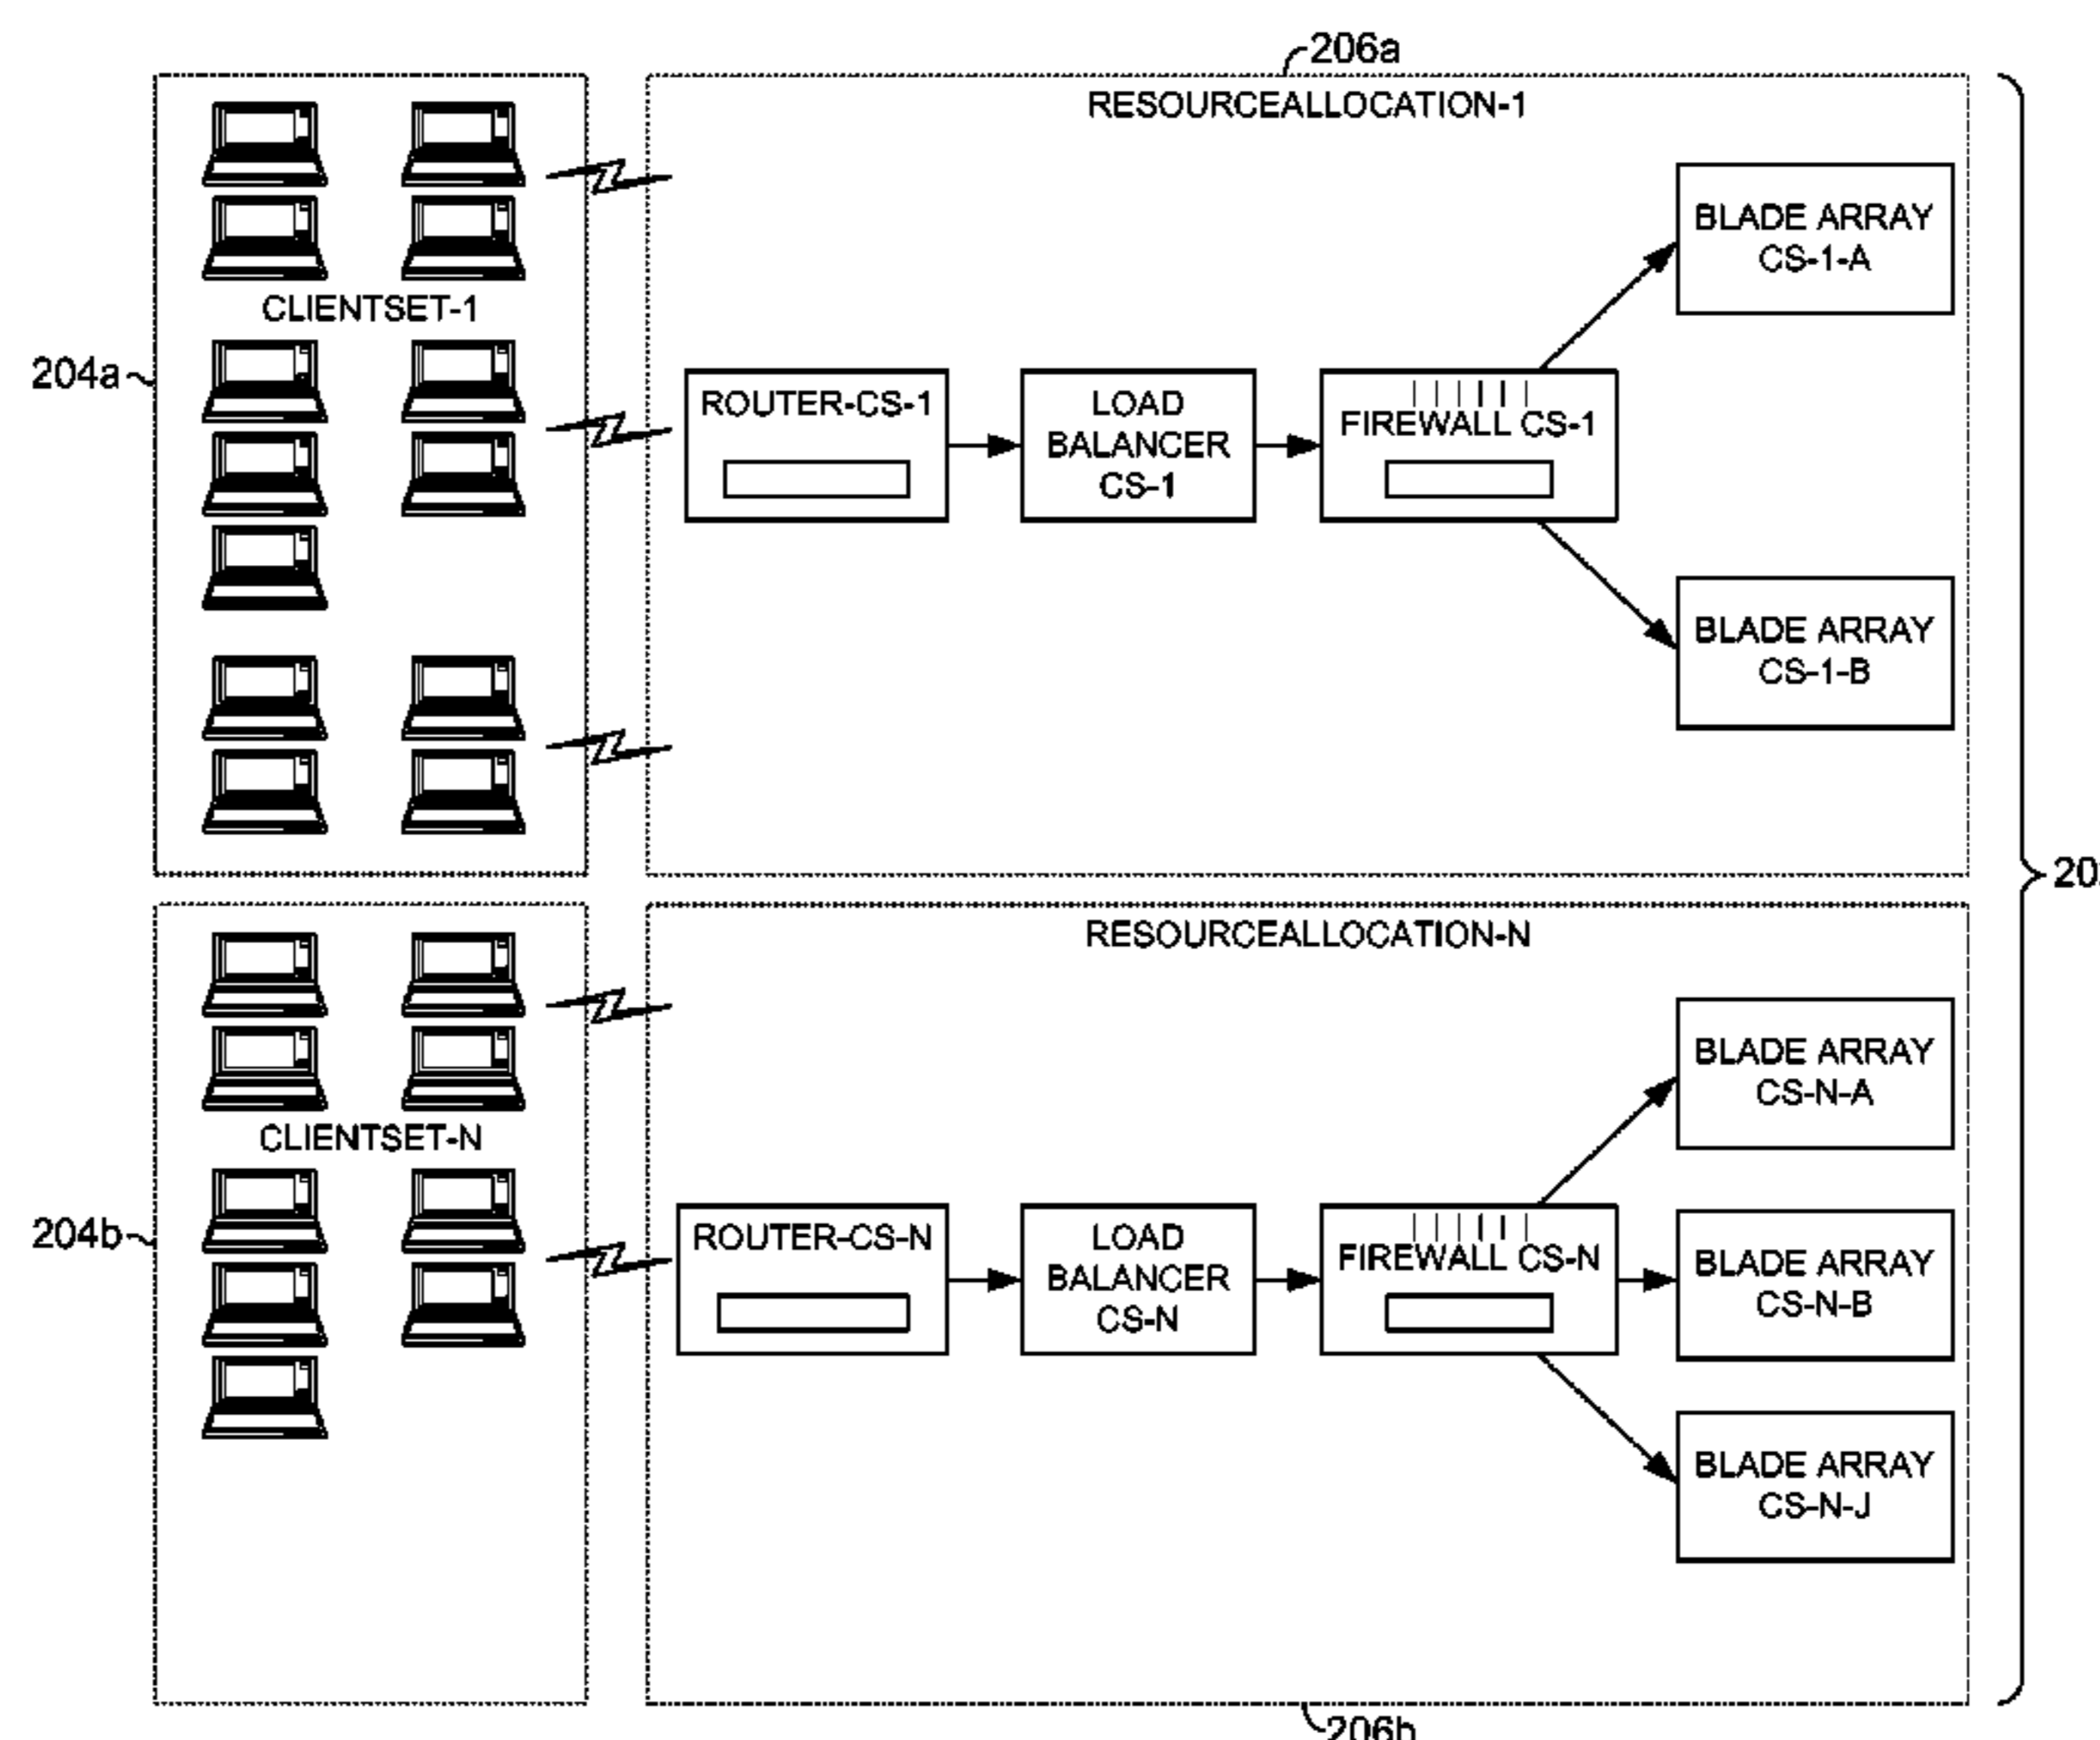 206a
RESOURCEALLOCATION-1
BLADE ARRAY
CS-1-A
CLIENTSET-1
204a
ROUTER-CS-1
LOAD
BALANCER
CS-1
FIREWALL CS-1
BLADE ARRAY
CS-1-B
RESOURCEALLOCATION-N
BLADE ARRAY
CS-N-A
CLIENTSET-N
204b
ROUTER-CS-N
LOAD
BALANCER
CS-N
FIREWALL CS-N
BLADE ARRAY
CS-N-B
BLADE ARRAY
CS-N-J
206b